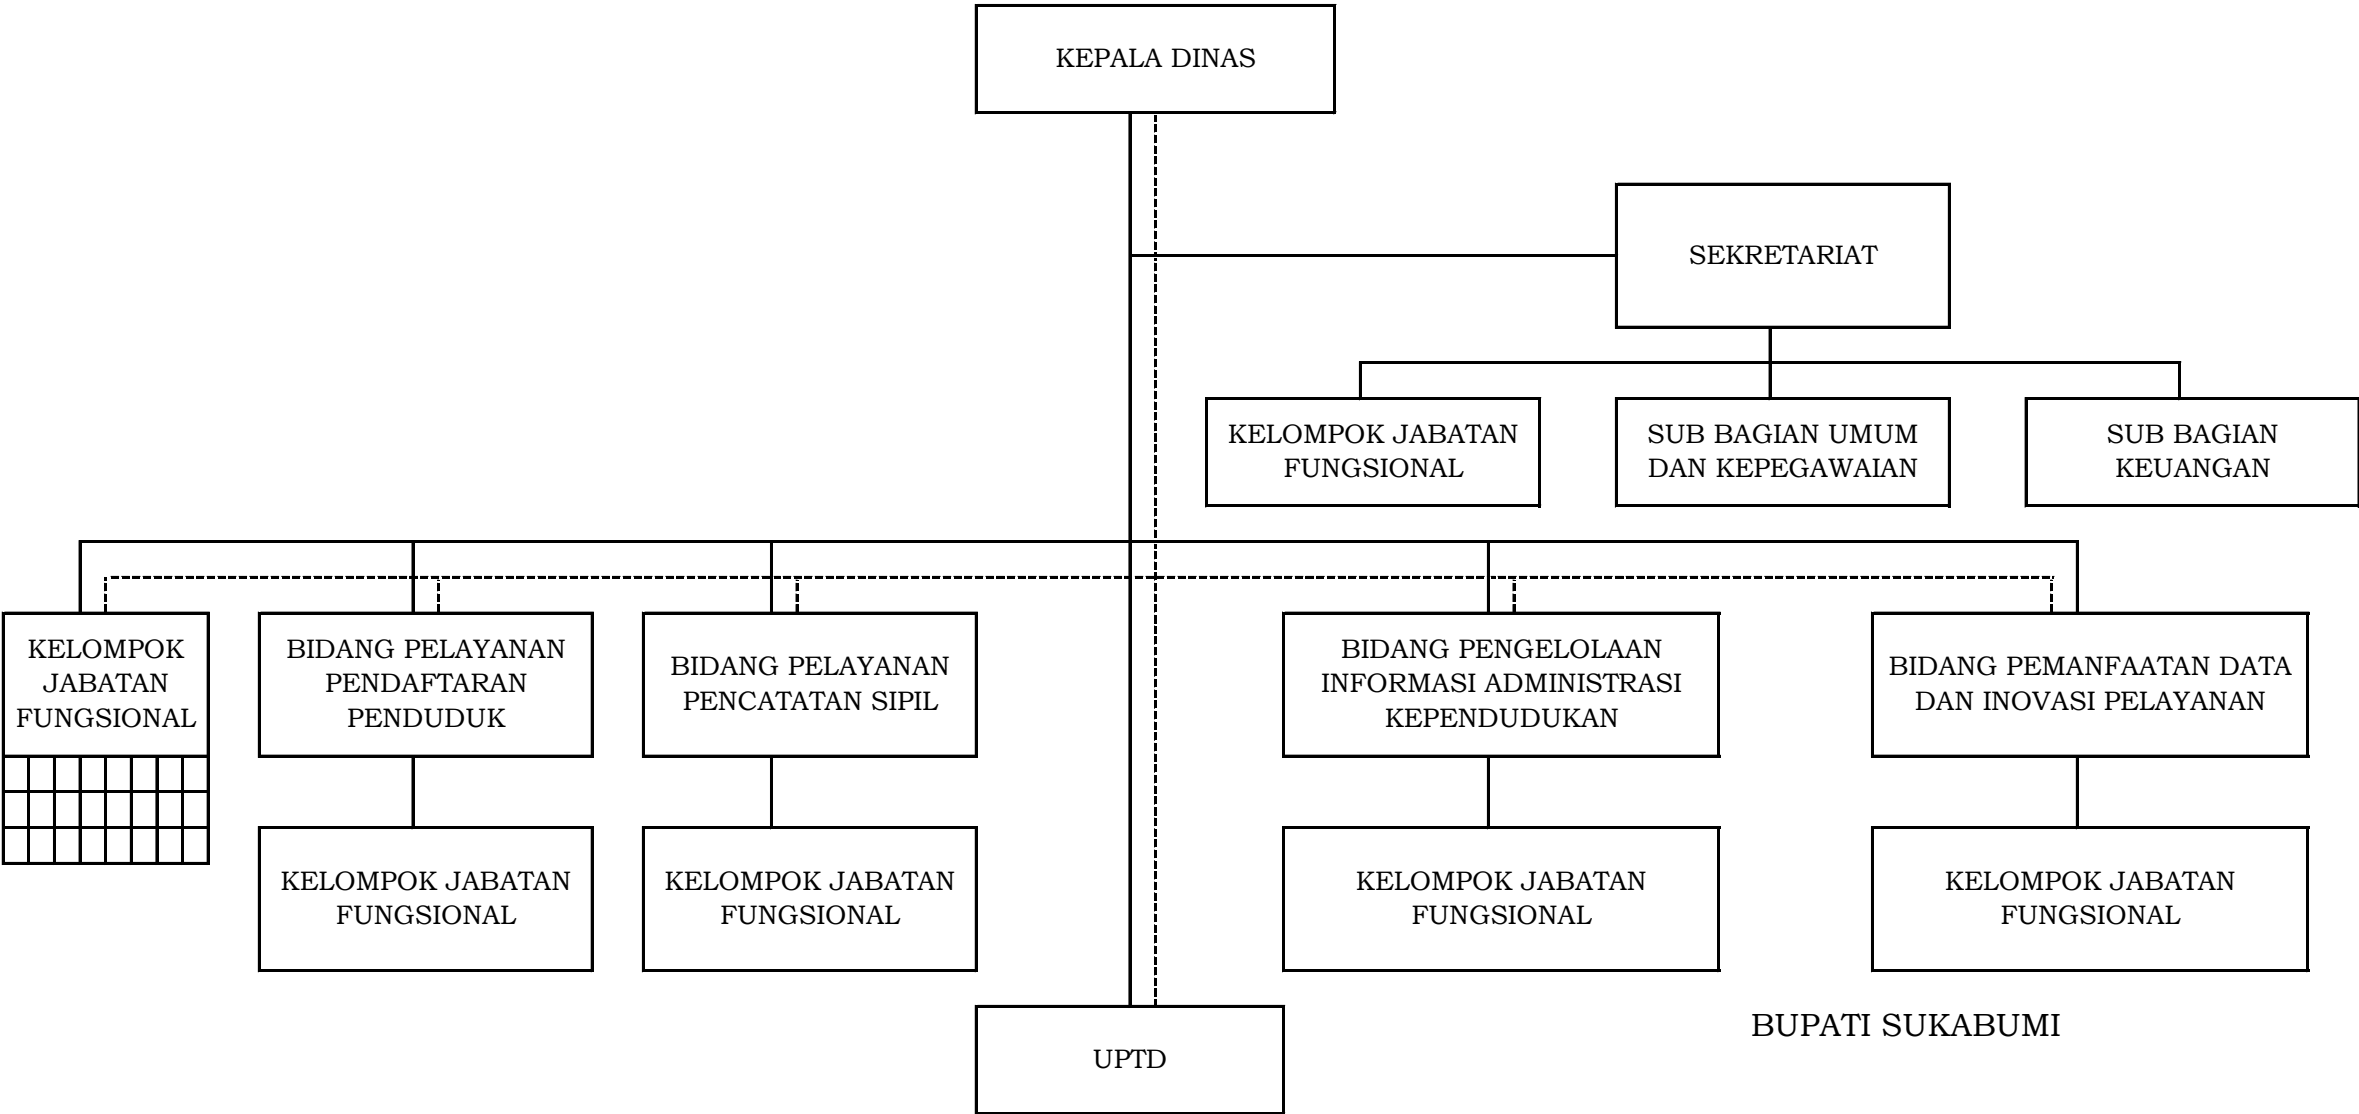 KEPALA DINAS
SEKRETARIAT
KELOMPOK JABATAN
FUNGSIONAL
SUB BAGIAN UMUM
DAN KEPEGAWAIAN
SUB BAGIAN
KEUANGAN
KELOMPOK
JABATAN
FUNGSIONAL
BIDANG PELAYANAN
PENDAFTARAN
PENDUDUK
BIDANG PELAYANAN
PENCATATAN SIPIL
BIDANG PENGELOLAAN
INFORMASI ADMINISTRASI
KEPENDUDUKAN
BIDANG PEMANFAATAN DATA
DAN INOVASI PELAYANAN
KELOMPOK JABATAN
FUNGSIONAL
KELOMPOK JABATAN
FUNGSIONAL
KELOMPOK JABATAN
FUNGSIONAL
KELOMPOK JABATAN
FUNGSIONAL
UPTD
BUPATI SUKABUMI